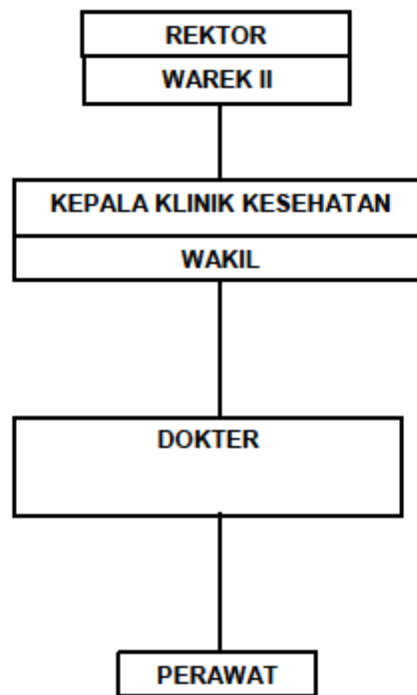 REKTOR
WAREK II
KEPALA KLINIK KESEHATAN
WAKIL
DOKTER
PERAWAT